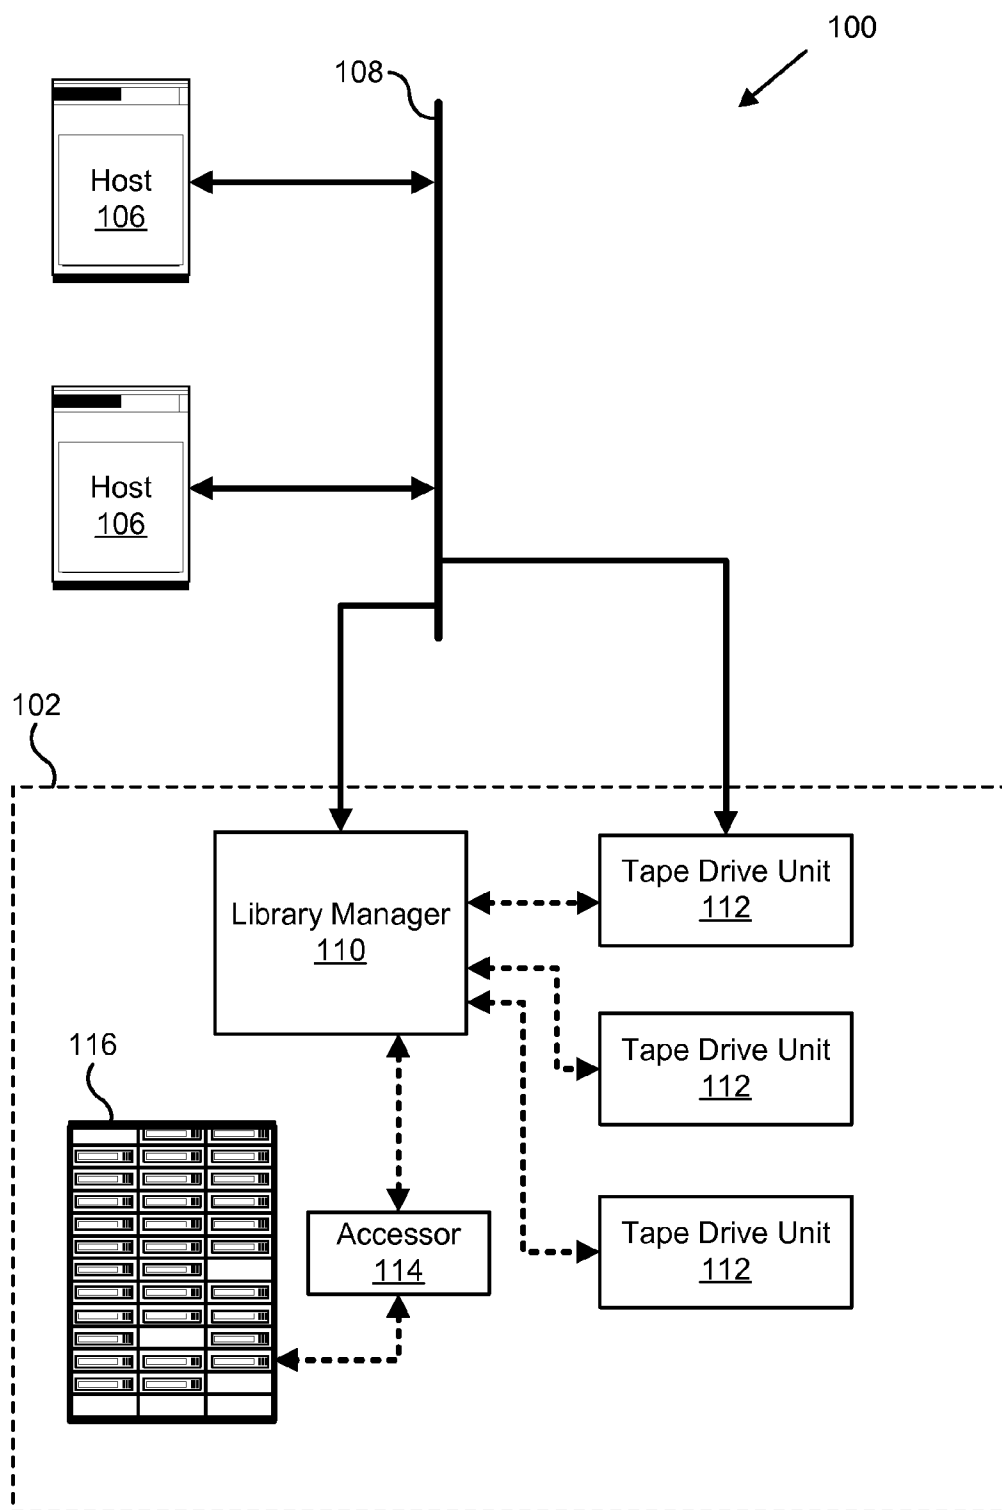 100
108
Host
106
Host
106
102
Library Manager
110
Tape Drive Unit
112
Tape Drive Unit
112
116
Accessor
114
Tape Drive Unit
112